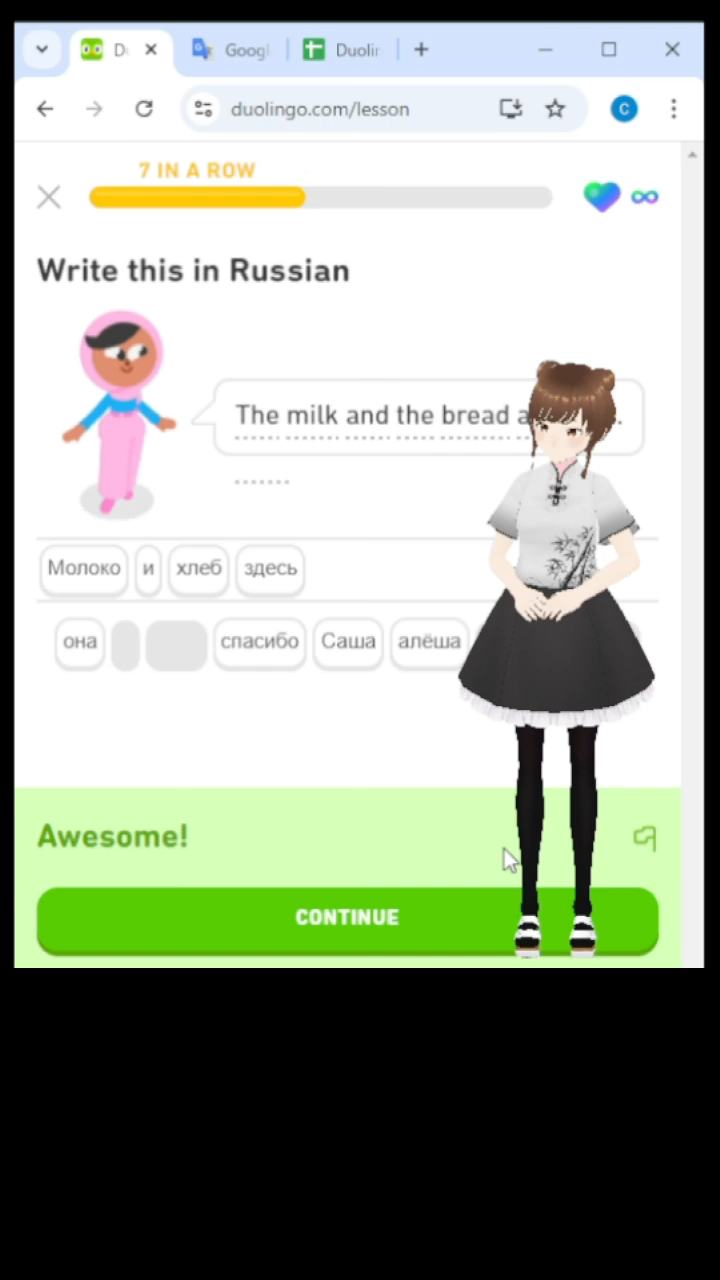 Googl
Duolin
duolingo.com/lesson
C
7 IN A ROW
Write this in Russian
The milk and the bread
Молоко и хлеб здесь
она спасибо Саша алёша
Awesome!
CONTINUE